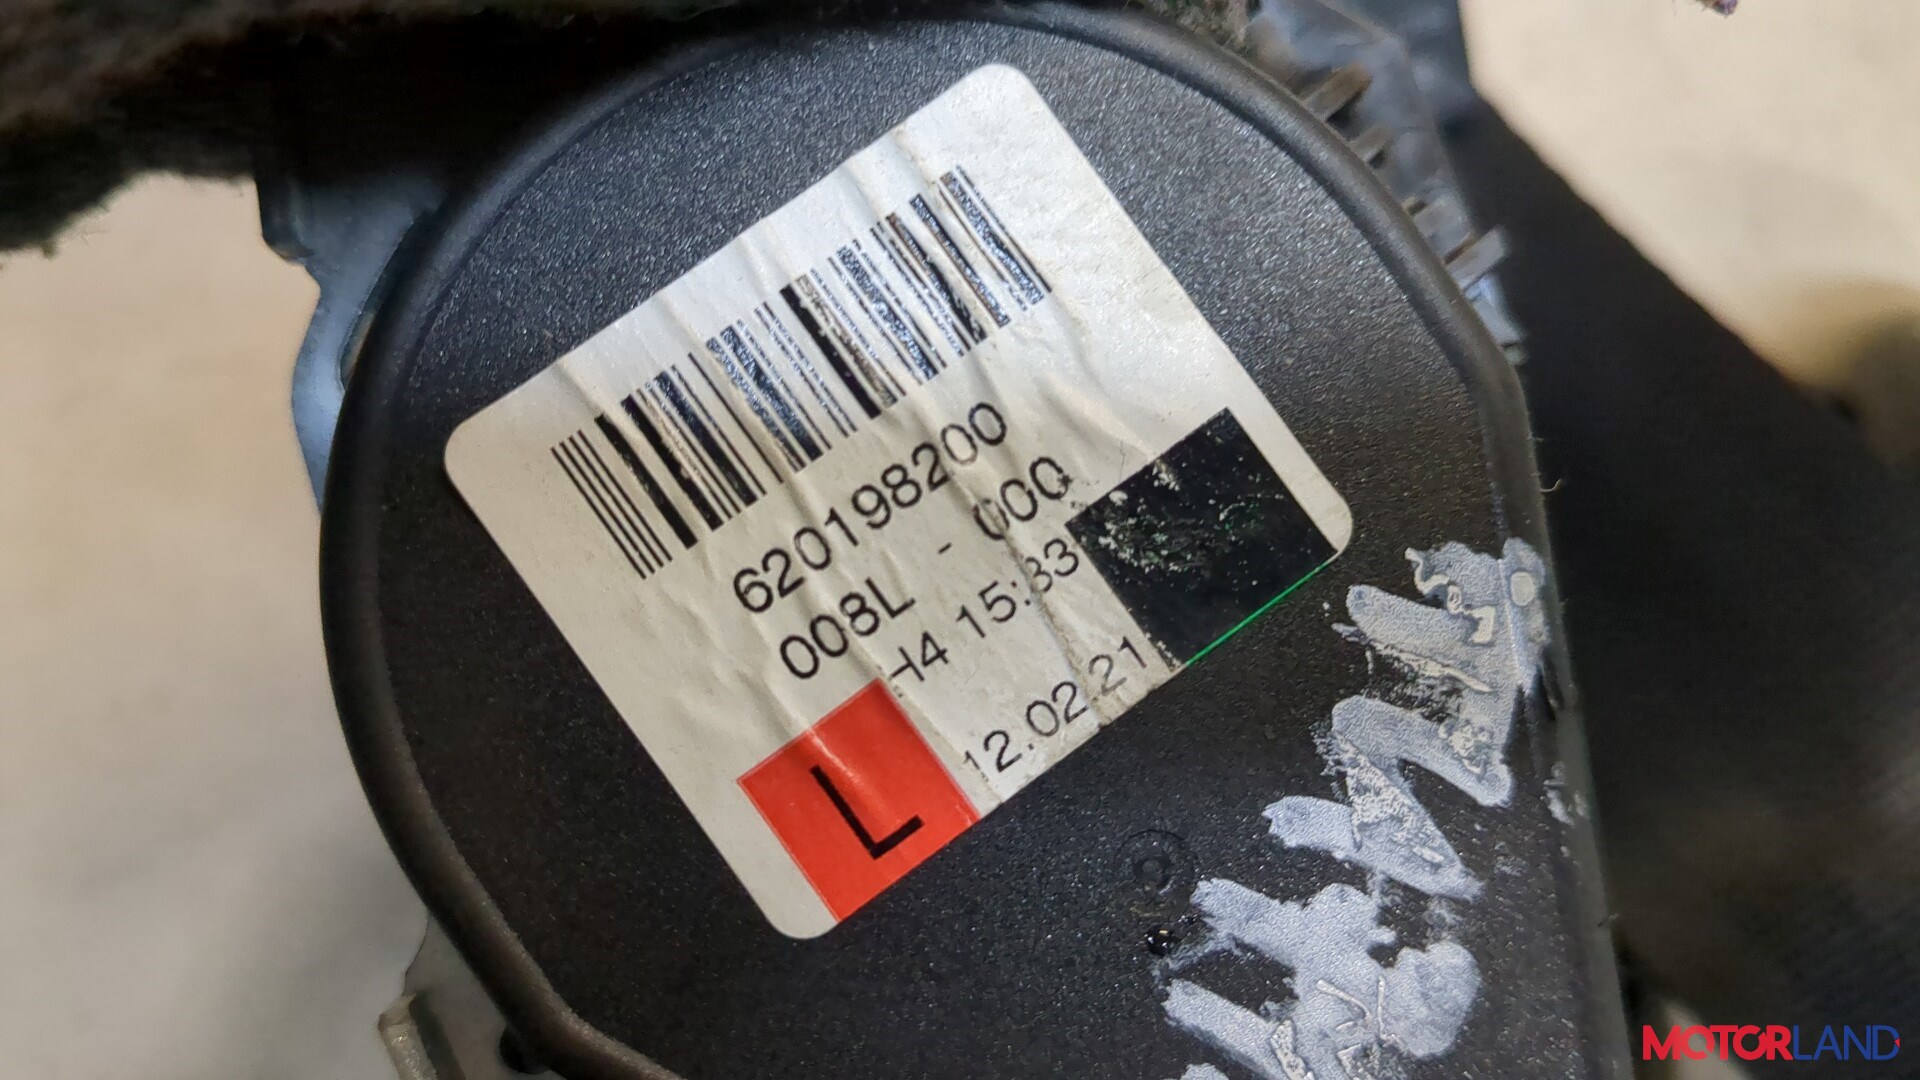 620198200
008L - 000
H4 15:33
12.02.21
L
MOTORLAND